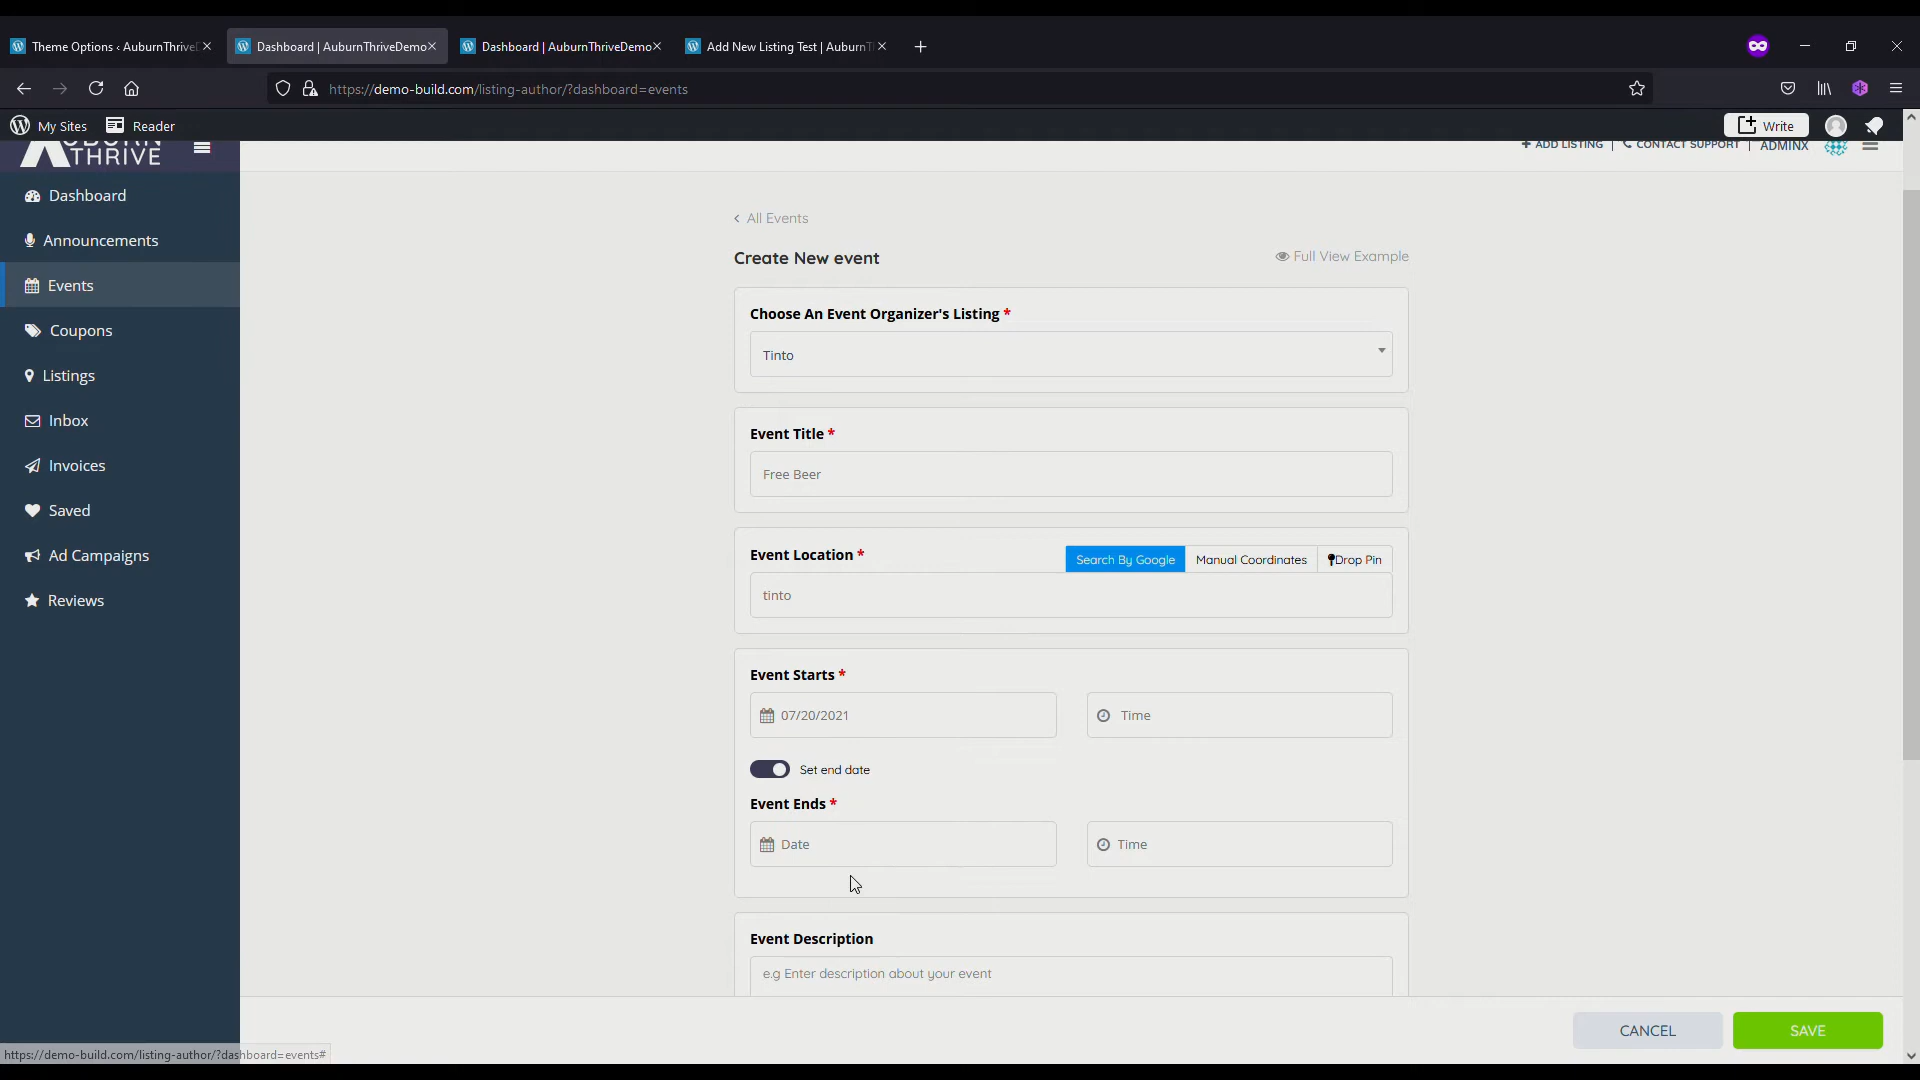 Theme Options ‹ AuburnThriveD
Dashboard | AuburnThriveDemo
Dashboard | AuburnThriveDemo
Add New Listing Test | AuburnT
https://demo-build.com/listing-author/?dashboard=events
My Sites
Reader
Write
AUBURN
THRIVE
ADD LISTING | CONTACT SUPPORT | ADMINX
Dashboard
Announcements
Events
Coupons
Listings
Inbox
Invoices
Saved
Ad Campaigns
Reviews
‹ All Events
Create New event
Full View Example
Choose An Event Organizer's Listing *
Tinto
Event Title *
Free Beer
Event Location *
Search By Google
Manual Coordinates
Drop Pin
tinto
Event Starts *
07/20/2021
Time
Set end date
Event Ends *
Date
Time
Event Description
e.g Enter description about your event
CANCEL
SAVE
https://demo-build.com/listing-author/?dashboard=events#